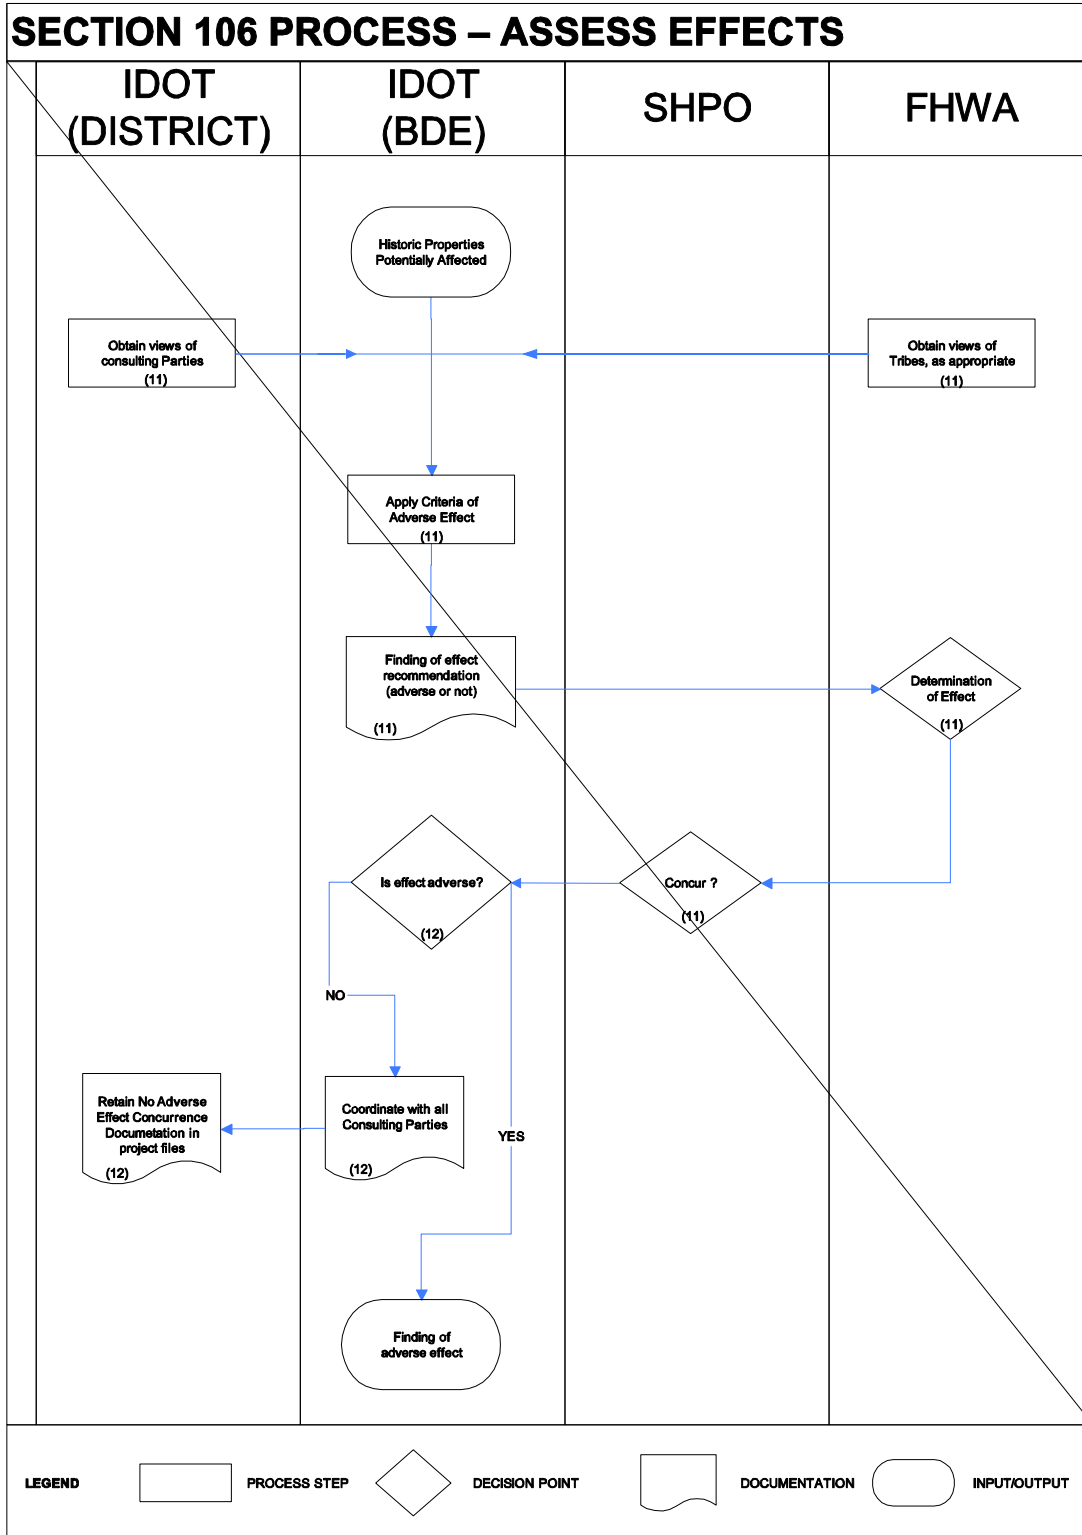 SECTION 106 PROCESS – ASSESS EFFECTS
IDOT
(DISTRICT)
IDOT
(BDE)
SHPO
FHWA
Historic Properties
Potentially Affected
Obtain views of
consulting Parties
(11)
Obtain views of
Tribes, as appropriate
(11)
Apply Criteria of
Adverse Effect
(11)
Finding of effect
recommendation
(adverse or not)
(11)
Determination
of Effect
(11)
Is effect adverse?
(12)
Concur ?
(11)
NO
Retain No Adverse
Effect Concurrence
Documetation in
project files
(12)
Coordinate with all
Consulting Parties
(12)
YES
Finding of
adverse effect
LEGEND
PROCESS STEP
DECISION POINT
DOCUMENTATION
INPUT/OUTPUT